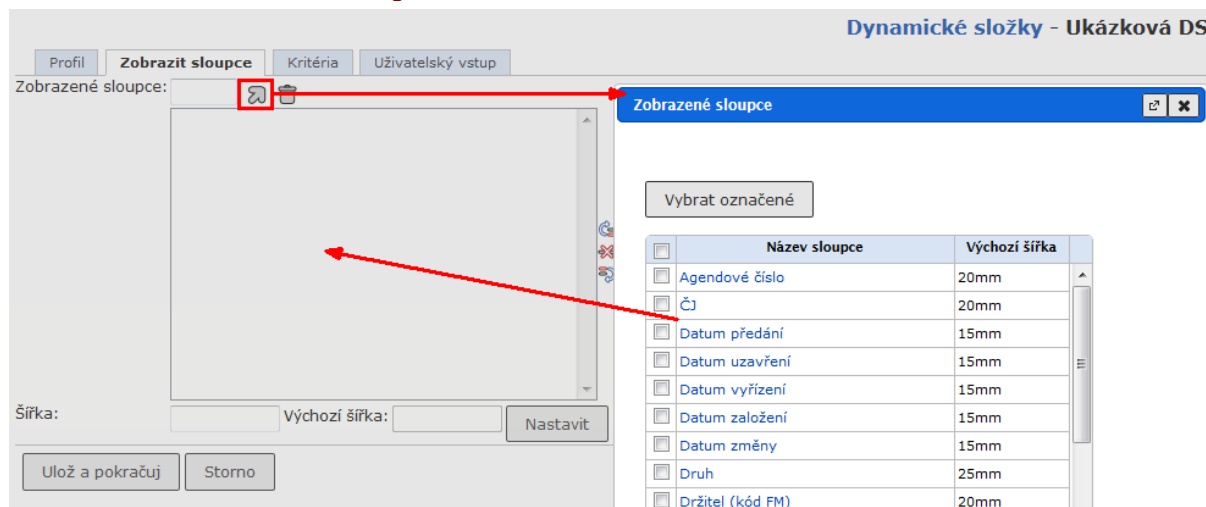 Dynamické složky - Ukázková DS
Profil Zobrazit sloupce Kritéria Uživatelský vstup
Zobrazené sloupce:
Zobrazené sloupce
Vybrat označené
Název sloupce Výchozí šířka
Agendové číslo 20mm
ČJ 20mm
Datum předání 15mm
Datum uzavření 15mm
Datum vyřízení 15mm
Datum založení 15mm
Datum změny 15mm
Druh 25mm
Držitel (kód FM) 20mm
Šířka: Výchozí šířka: Nastavit
Ulož a pokračuj Storno